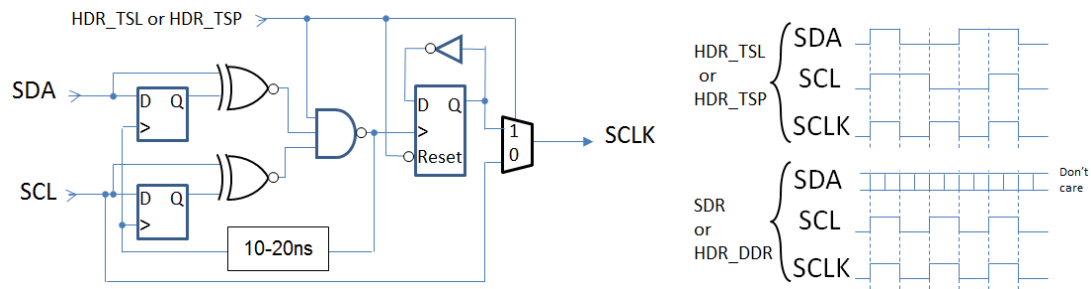 HDR_TSL or HDR_TSP
SDA
D Q
>
SCL
D Q
>
10-20ns
D Q
>
Reset
1
0
SCLK
HDR_TSL
or
HDR_TSP
SDA
SCL
SCLK
SDR
or
HDR_DDR
SDA
SCL
SCLK
Don't
care